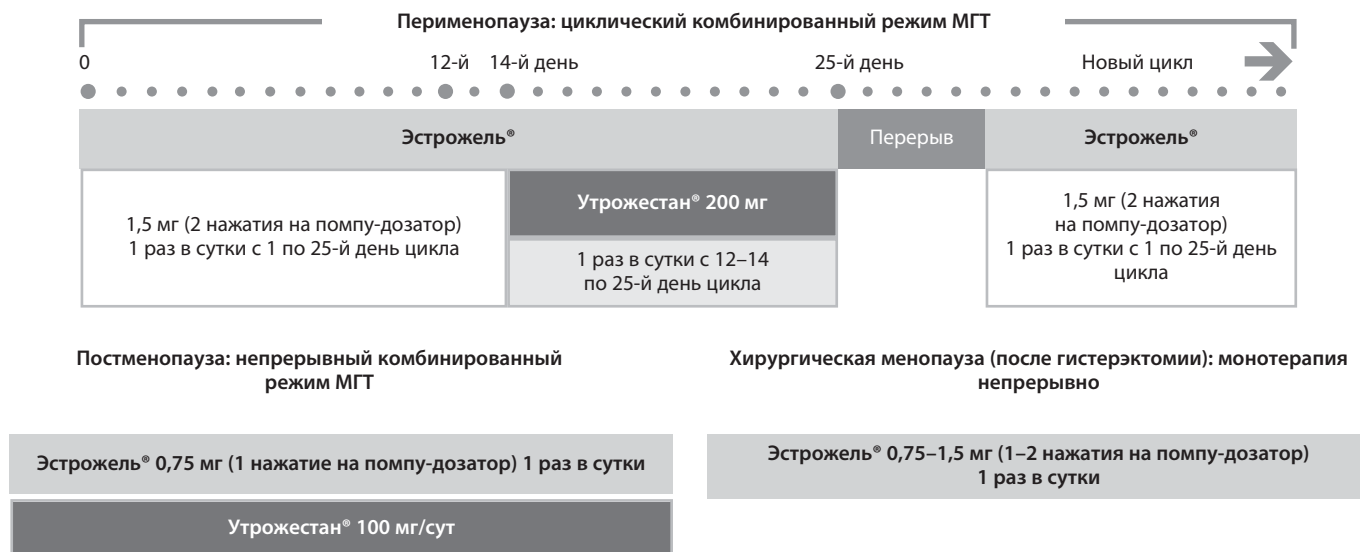 Перименопауза: циклический комбинированный режим МГТ
0
12-й
14-й день
25-й день
Новый цикл
Эстрожель®
Перерыв
Эстрожель®
1,5 мг (2 нажатия на помпу-дозатор)
1 раз в сутки с 1 по 25-й день цикла
Утрожестан® 200 мг
1 раз в сутки с 12–14
по 25-й день цикла
1,5 мг (2 нажатия
на помпу-дозатор)
1 раз в сутки с 1 по 25-й день
цикла
Постменопауза: непрерывный комбинированный
режим МГТ
Эстрожель® 0,75 мг (1 нажатие на помпу-дозатор) 1 раз в сутки
Утрожестан® 100 мг/сут
Хирургическая менопауза (после гистерэктомии): монотерапия
непрерывно
Эстрожель® 0,75–1,5 мг (1–2 нажатия на помпу-дозатор)
1 раз в сутки